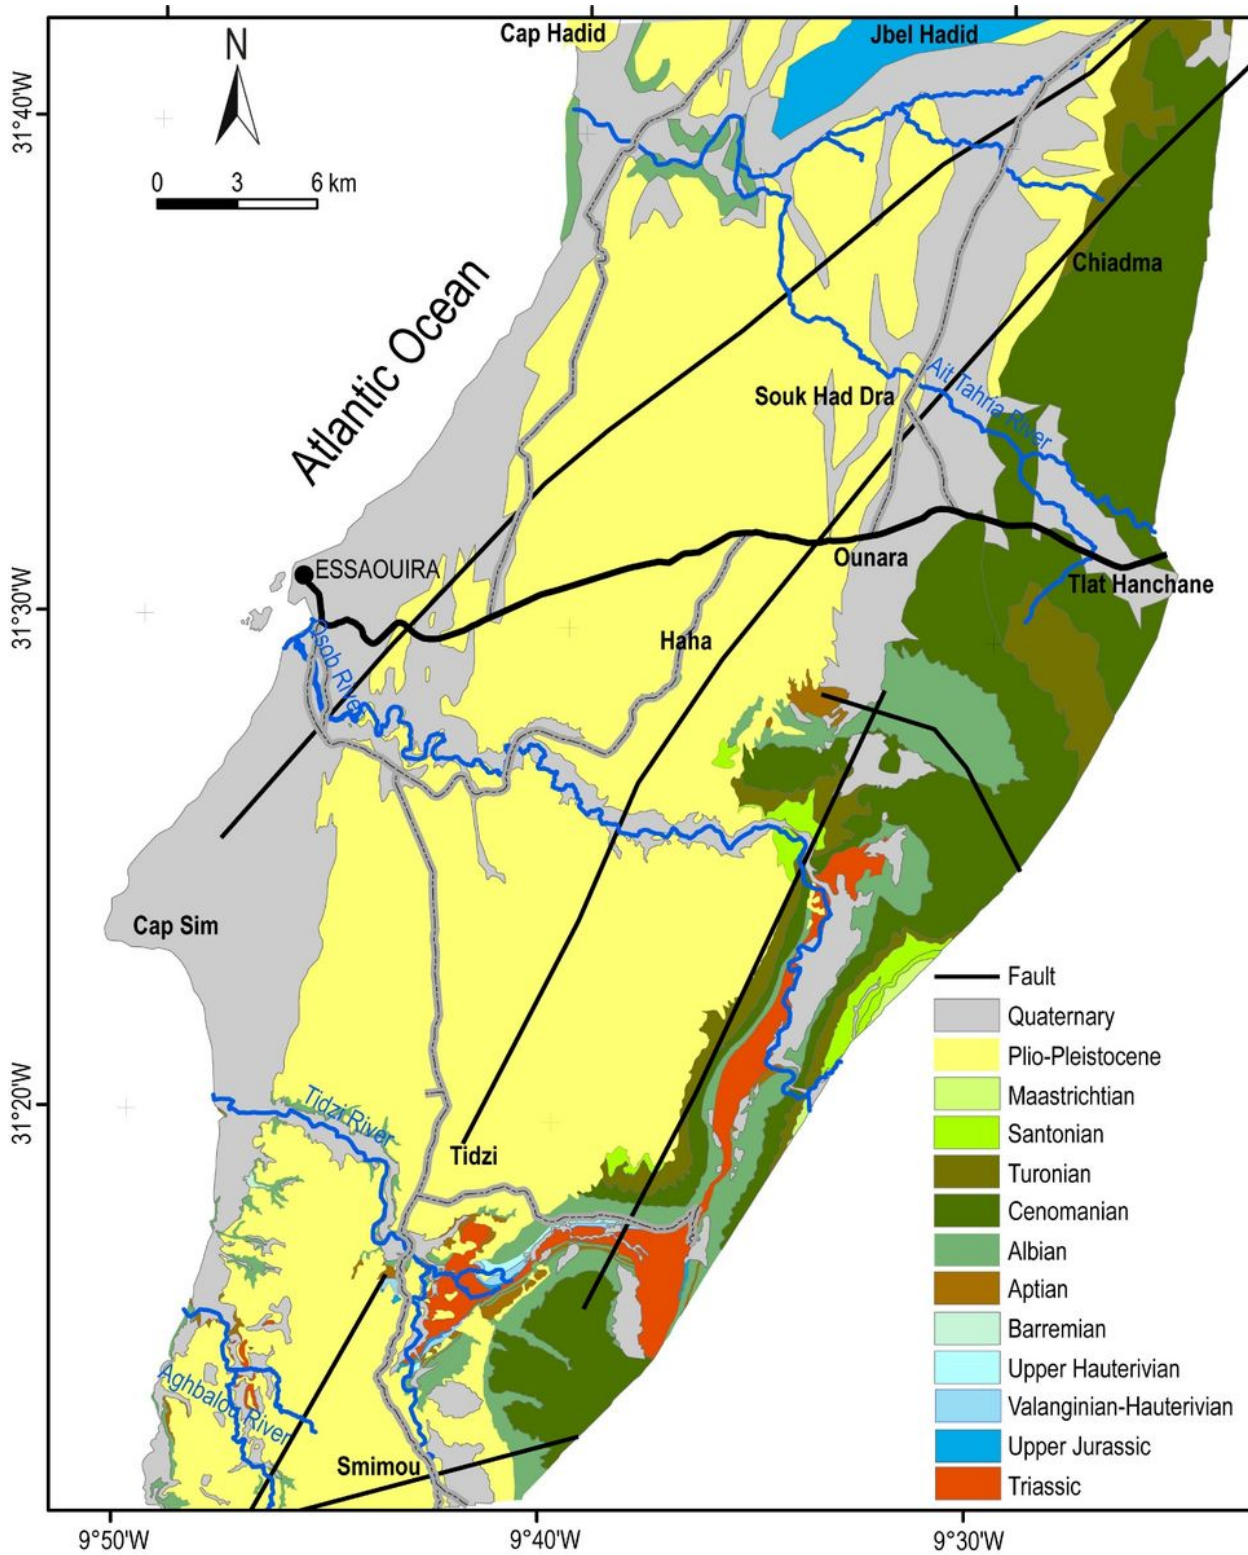 Cap Hadid
Jbel Hadid
N
31°40'W
0 3 6 km
Chiadma
Atlantic Ocean
Ait Tahria River
Souk Had Dra
Ounara
ESSAOUIRA
Tlat Hanchane
31°30'W
Qsob River
Haha
Cap Sim
Fault
Quaternary
Plio-Pleistocene
Maastrichtian
Santonian
Turonian
Cenomanian
Albian
Aptian
Barremian
Upper Hauterivian
Valanginian-Hauterivian
Upper Jurassic
Triassic
31°20'W
Tidzi River
Tidzi
Aghbalou River
Smimou
9°50'W
9°40'W
9°30'W